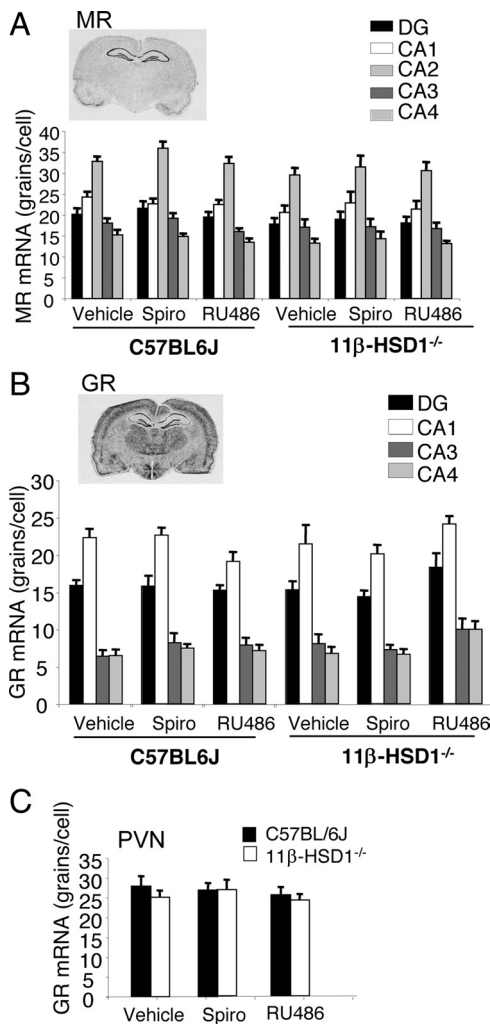 A
MR
DG
CA1
CA2
CA3
CA4
MR mRNA (grains/cell)
40
35
30
25
20
15
10
5
0
Vehicle Spiro RU486 Vehicle Spiro RU486
C57BL6J 11β-HSD1-/-
B
GR
DG
CA1
CA3
CA4
GR mRNA (grains/cell)
30
25
20
15
10
5
0
Vehicle Spiro RU486 Vehicle Spiro RU486
C57BL6J 11β-HSD1-/-
C
PVN
C57BL/6J
11β-HSD1-/-
GR mRNA (grains/cell)
35
30
25
20
15
10
5
0
Vehicle Spiro RU486